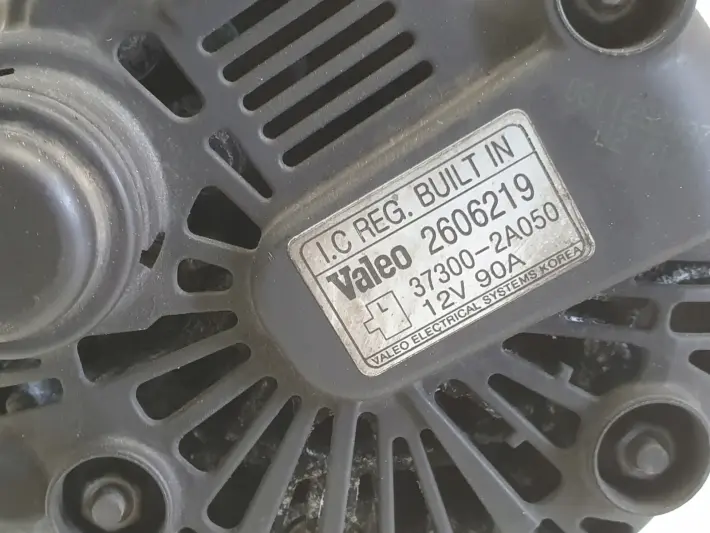 I.C REG. BUILT IN
Valeo 2606219
37300-2A050
12V 90A
VALEO ELECTRICAL SYSTEMS KOREA